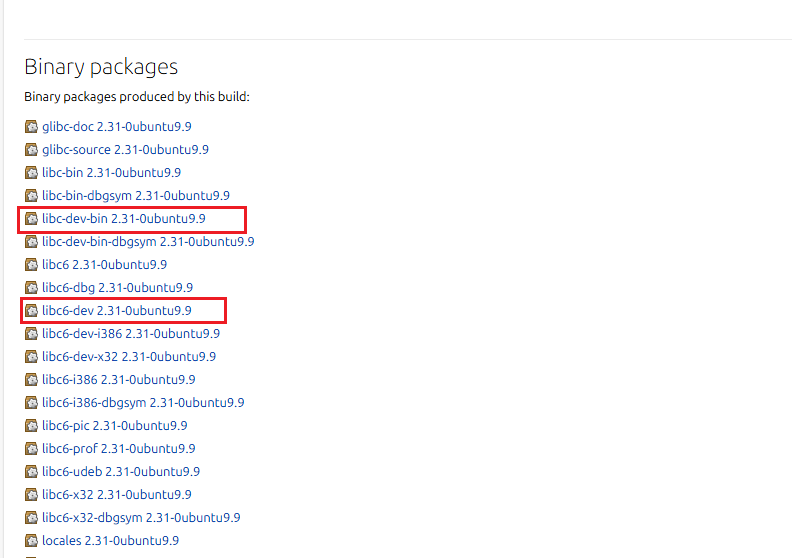 Binary packages
Binary packages produced by this build:
glibc-doc 2.31-0ubuntu9.9
glibc-source 2.31-0ubuntu9.9
libc-bin 2.31-0ubuntu9.9
libc-bin-dbgsym 2.31-0ubuntu9.9
libc-dev-bin 2.31-0ubuntu9.9
libc-dev-bin-dbgsym 2.31-0ubuntu9.9
libc6 2.31-0ubuntu9.9
libc6-dbg 2.31-0ubuntu9.9
libc6-dev 2.31-0ubuntu9.9
libc6-dev-i386 2.31-0ubuntu9.9
libc6-dev-x32 2.31-0ubuntu9.9
libc6-i386 2.31-0ubuntu9.9
libc6-i386-dbgsym 2.31-0ubuntu9.9
libc6-pic 2.31-0ubuntu9.9
libc6-prof 2.31-0ubuntu9.9
libc6-udeb 2.31-0ubuntu9.9
libc6-x32 2.31-0ubuntu9.9
libc6-x32-dbgsym 2.31-0ubuntu9.9
locales 2.31-0ubuntu9.9